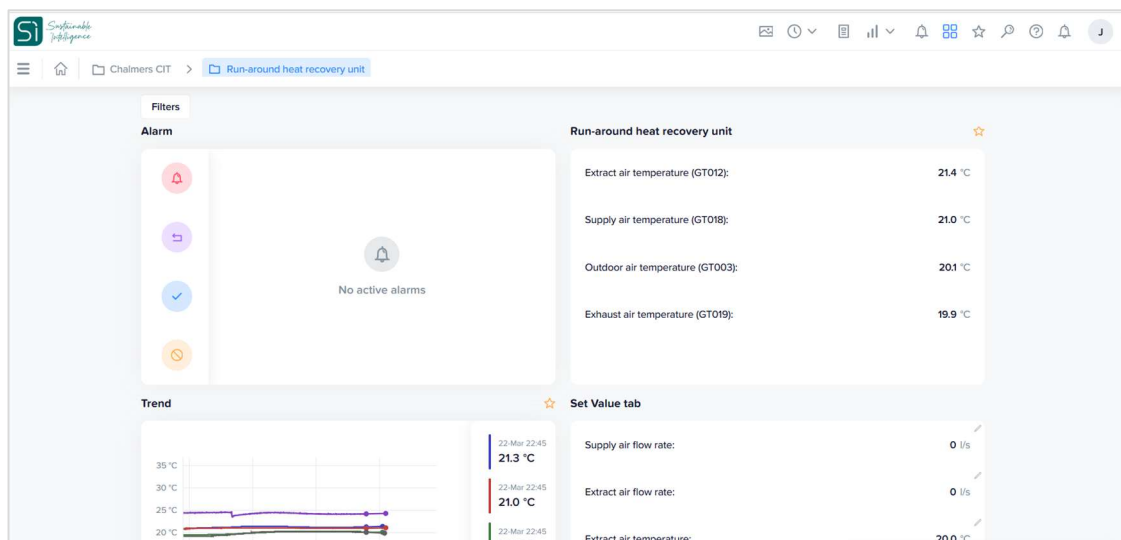 Sì Sustainable
Intelligence
J
Chalmers CIT > Run-around heat recovery unit
Filters
Alarm
No active alarms
Run-around heat recovery unit
Extract air temperature (GT012): 21.4 °C
Supply air temperature (GT018): 21.0 °C
Outdoor air temperature (GT003): 20.1 °C
Exhaust air temperature (GT019): 19.9 °C
Trend
35 °C
30 °C
25 °C
20 °C
22-Mar 22:45
21.3 °C
22-Mar 22:45
21.0 °C
22-Mar 22:45
Set Value tab
Supply air flow rate: 0 l/s
Extract air flow rate: 0 l/s
Extract air temperature: 20.0 °C